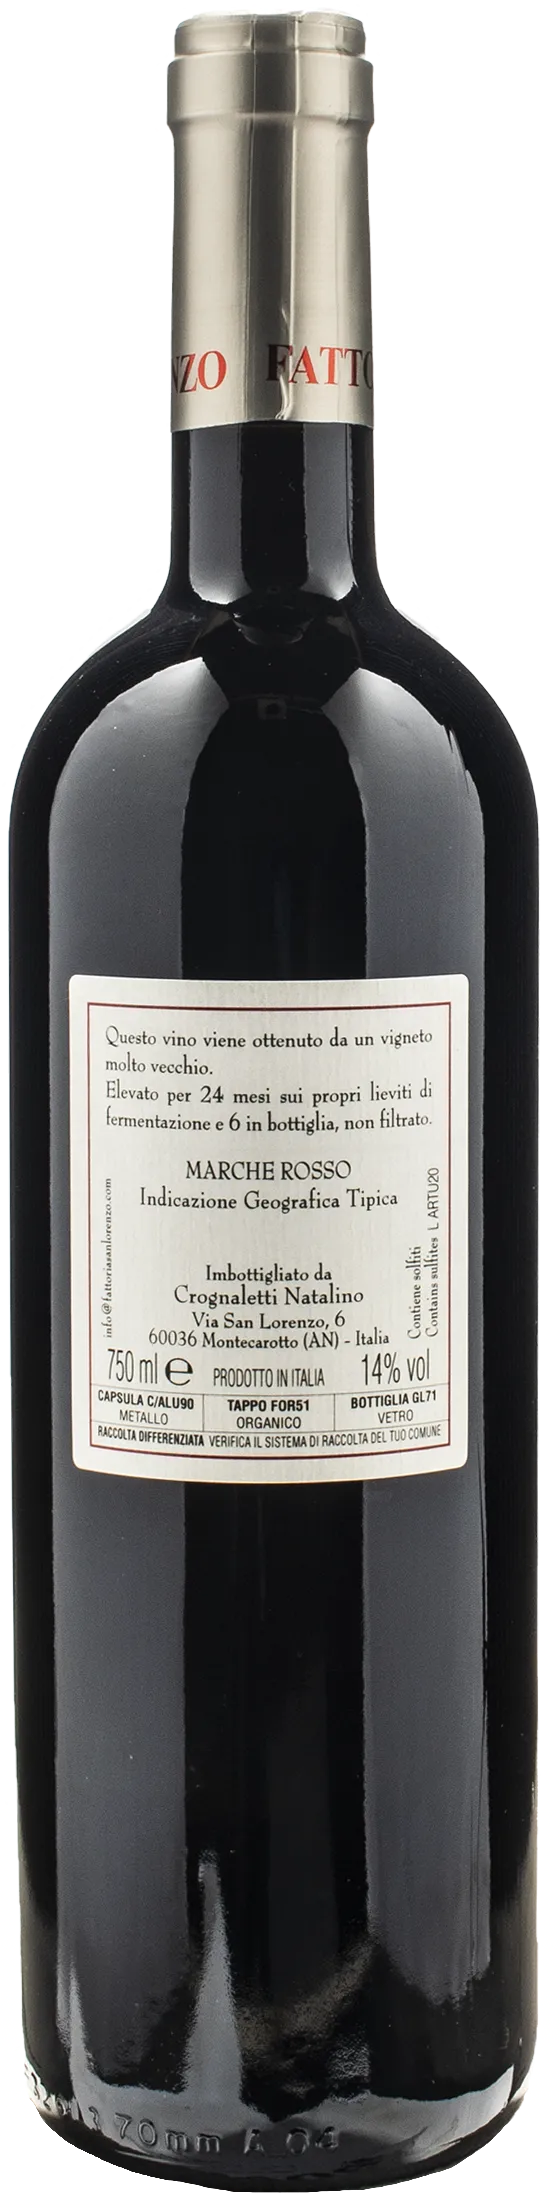 NZO FATTO
Questo vino viene ottenuto da un vigneto
molto vecchio.
Elevato per 24 mesi sui propri lieviti di
fermentazione e 6 in bottiglia, non filtrato.
MARCHE ROSSO
Indicazione Geografica Tipica
info@fattoriasanlorenzo.com
Contiene solfiti
Contains sulfites L ARTU20
Imbottigliato da
Crognaletti Natalino
Via San Lorenzo, 6
60036 Montecarotto (AN) - Italia
750 ml e PRODOTTO IN ITALIA 14% vol
CAPSULA C/ALU90 TAPPO FOR51 BOTTIGLIA GL71
METALLO ORGANICO VETRO
RACCOLTA DIFFERENZIATA VERIFICA IL SISTEMA DI RACCOLTA DEL TUO COMUNE
70mm A 04